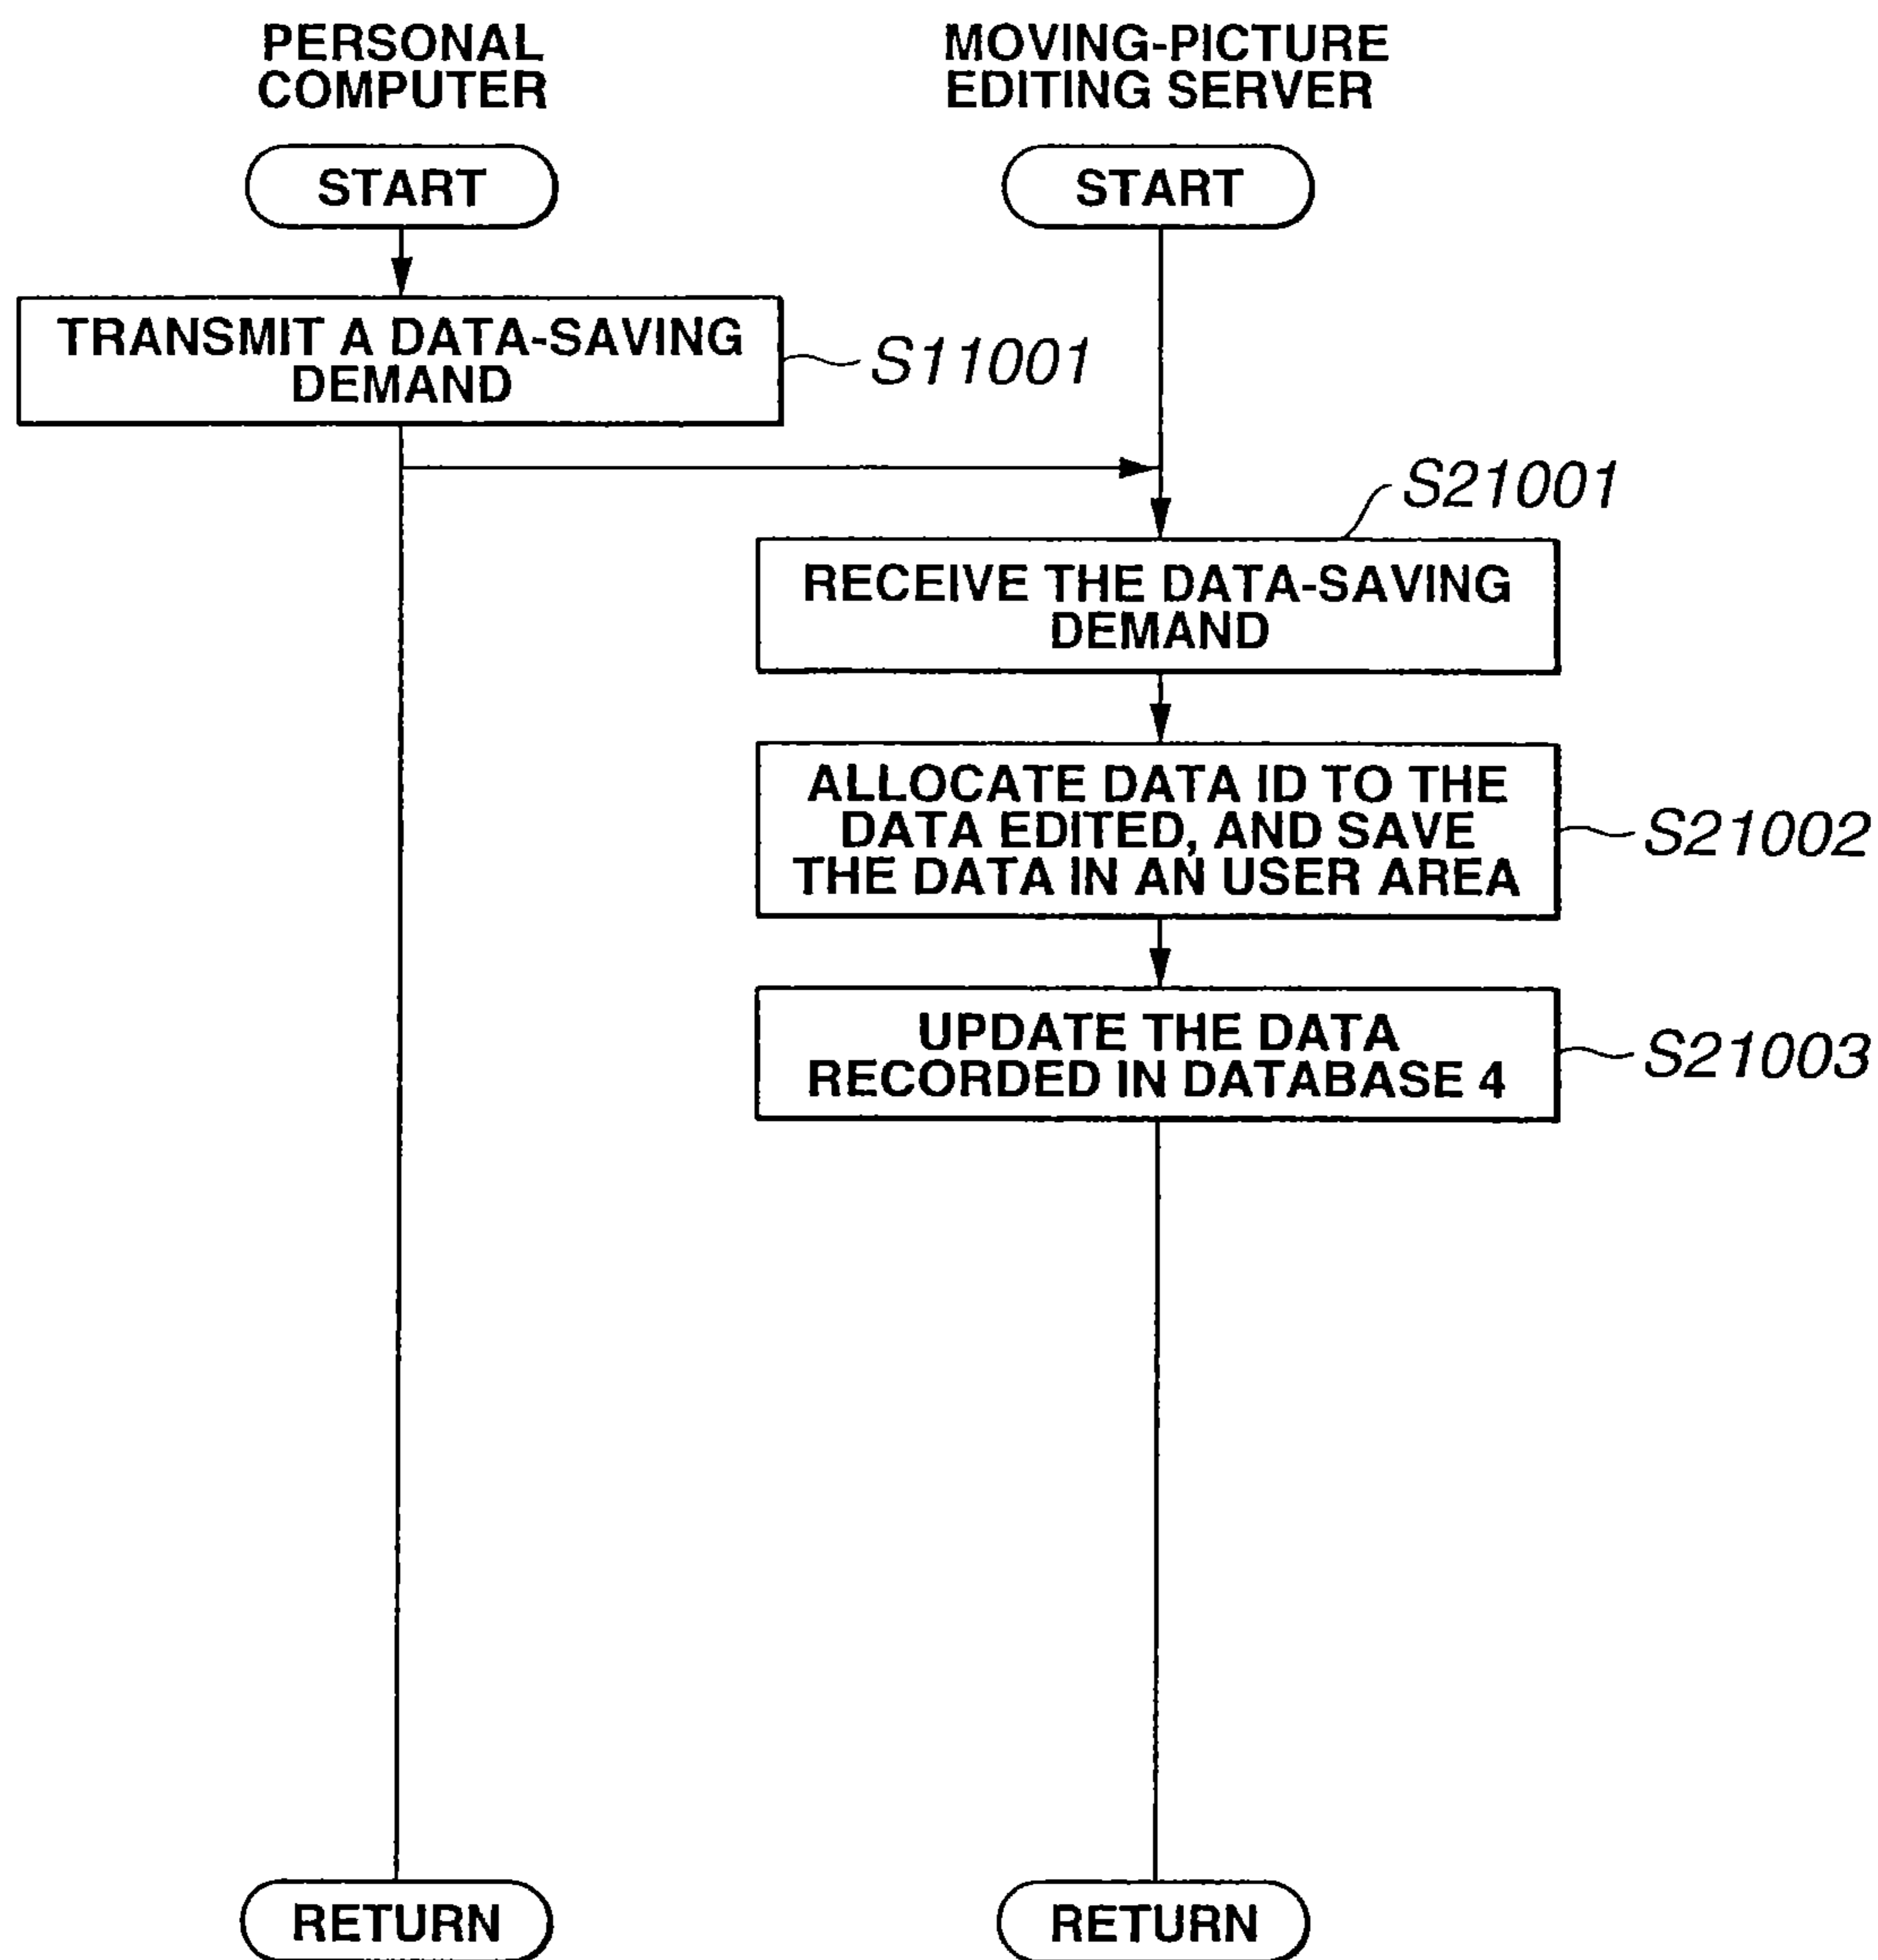 PERSONAL
COMPUTER
MOVING-PICTURE
EDITING SERVER
START
START
TRANSMIT A DATA-SAVING
DEMAND
S11001
S21001
RECEIVE THE DATA-SAVING
DEMAND
ALLOCATE DATA ID TO THE
DATA EDITED, AND SAVE
THE DATA IN AN USER AREA
S21002
UPDATE THE DATA
RECORDED IN DATABASE 4
S21003
RETURN
RETURN